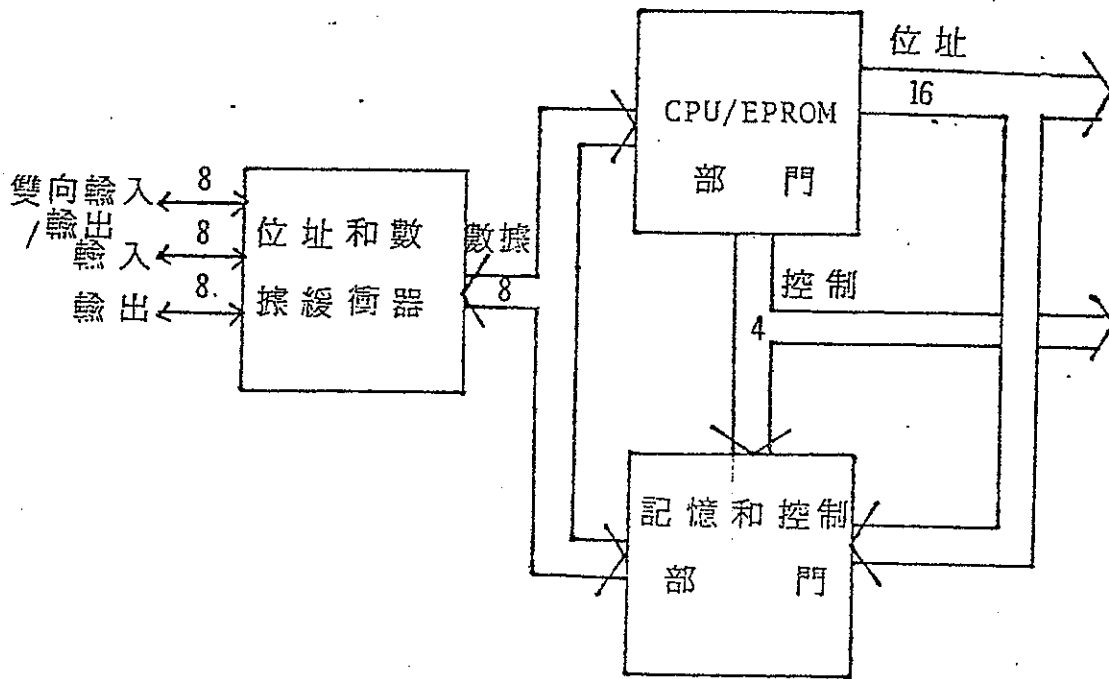 位址
16
CPU/EPROM
部門
雙向輸入
/輸出
8
輸入
8
輸出
8
位址和數
據緩衝器
數據
8
控制
4
記憶和控制
部門